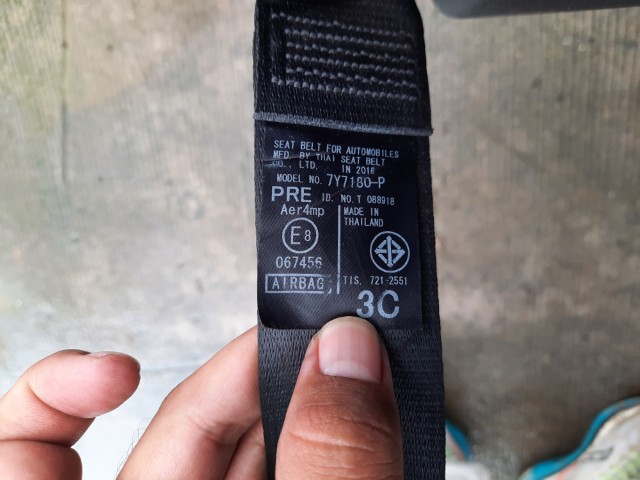 SEAT BELT FOR AUTOMOBILES
MFD. BY THAI SEAT BELT
CO., LTD. IN 2016
MODEL NO. 7Y7180-P
PRE ID. NO. T 088918
Aer4mp
MADE IN
THAILAND
E8
067456
AIRBAG
TIS. 721-2551
3C